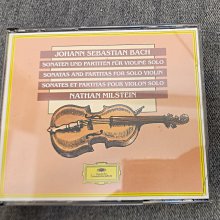 JOHANN SEBASTIAN BACH
SONATEN UND PARTITEN FÜR VIOLINE SOLO
SONATAS AND PARTITAS FOR SOLO VIOLIN
SONATES ET PARTITAS POUR VIOLON SOLO
NATHAN MILSTEIN